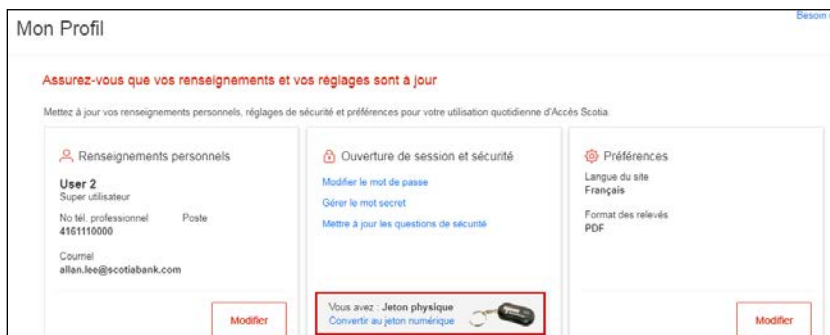 Besoin
Mon Profil
Assurez-vous que vos renseignements et vos réglages sont à jour
Mettez à jour vos renseignements personnels, réglages de sécurité et préférences pour votre utilisation quotidienne d'Accès Scotia.
Renseignements personnels
User 2
Super utilisateur
No tél. professionnel Poste
4161110000
Courriel
allan.lee@scotiabank.com
Modifier
Ouverture de session et sécurité
Modifier le mot de passe
Gérer le mot secret
Mettre à jour les questions de sécurité
Vous avez : Jeton physique
Convertir au jeton numérique
Préférences
Langue du site
Français
Format des relevés
PDF
Modifier